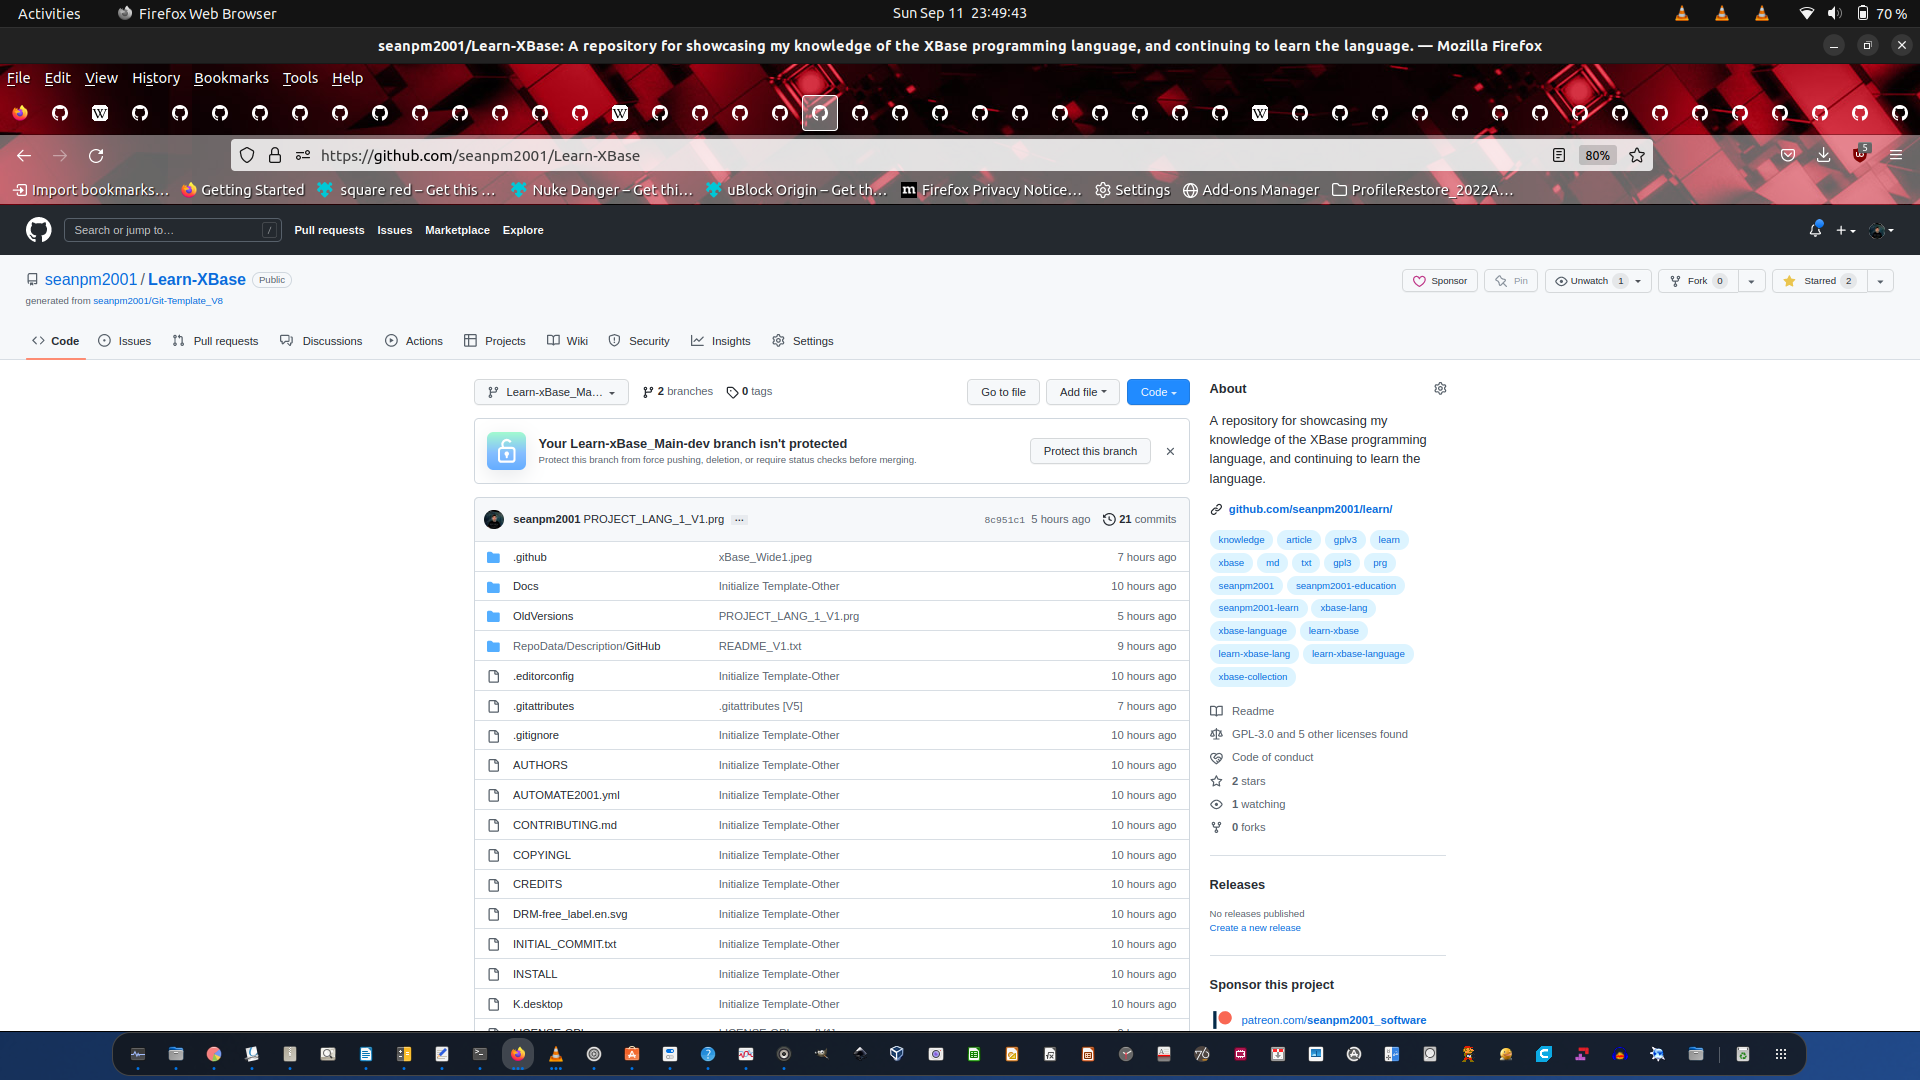 Activities
Firefox Web Browser
Sun Sep 11 23:49:43
70 %
seanpm2001/Learn-XBase: A repository for showcasing my knowledge of the XBase programming language, and continuing to learn the language. — Mozilla Firefox
File Edit View History Bookmarks Tools Help
https://github.com/seanpm2001/Learn-XBase
80%
5
Import bookmarks… Getting Started square red – Get this … Nuke Danger – Get thi… uBlock Origin – Get th… Firefox Privacy Notice… Settings Add-ons Manager ProfileRestore_2022A…
Search or jump to… /
Pull requests Issues Marketplace Explore
seanpm2001 / Learn-XBase Public
generated from seanpm2001/Git-Template_V8
Sponsor Pin Unwatch 1 Fork 0 Starred 2
Code Issues Pull requests Discussions Actions Projects Wiki Security Insights Settings
Learn-xBase_Ma… 2 branches 0 tags Go to file Add file Code
Your Learn-xBase_Main-dev branch isn't protected
Protect this branch from force pushing, deletion, or require status checks before merging.
Protect this branch
seanpm2001 PROJECT_LANG_1_V1.prg … 8c951c1 5 hours ago 21 commits
.github xBase_Wide1.jpeg 7 hours ago
Docs Initialize Template-Other 10 hours ago
OldVersions PROJECT_LANG_1_V1.prg 5 hours ago
RepoData/Description/GitHub README_V1.txt 9 hours ago
.editorconfig Initialize Template-Other 10 hours ago
.gitattributes .gitattributes [V5] 7 hours ago
.gitignore Initialize Template-Other 10 hours ago
AUTHORS Initialize Template-Other 10 hours ago
AUTOMATE2001.yml Initialize Template-Other 10 hours ago
CONTRIBUTING.md Initialize Template-Other 10 hours ago
COPYINGL Initialize Template-Other 10 hours ago
CREDITS Initialize Template-Other 10 hours ago
DRM-free_label.en.svg Initialize Template-Other 10 hours ago
INITIAL_COMMIT.txt Initialize Template-Other 10 hours ago
INSTALL Initialize Template-Other 10 hours ago
K.desktop Initialize Template-Other 10 hours ago
About
A repository for showcasing my
knowledge of the XBase programming
language, and continuing to learn the
language.
github.com/seanpm2001/learn/
knowledge article gplv3 learn
xbase md txt gpl3 prg
seanpm2001 seanpm2001-education
seanpm2001-learn xbase-lang
xbase-language learn-xbase
learn-xbase-lang learn-xbase-language
xbase-collection
Readme
GPL-3.0 and 5 other licenses found
Code of conduct
2 stars
1 watching
0 forks
Releases
No releases published
Create a new release
Sponsor this project
patreon.com/seanpm2001_software